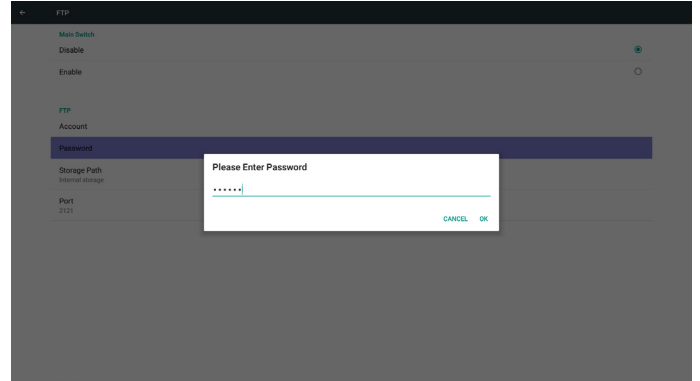 FTP
Main Switch
Disable
Enable
FTP
Account
Password
Storage Path
Internal storage
Port
2121
Please Enter Password
••••••
CANCEL OK